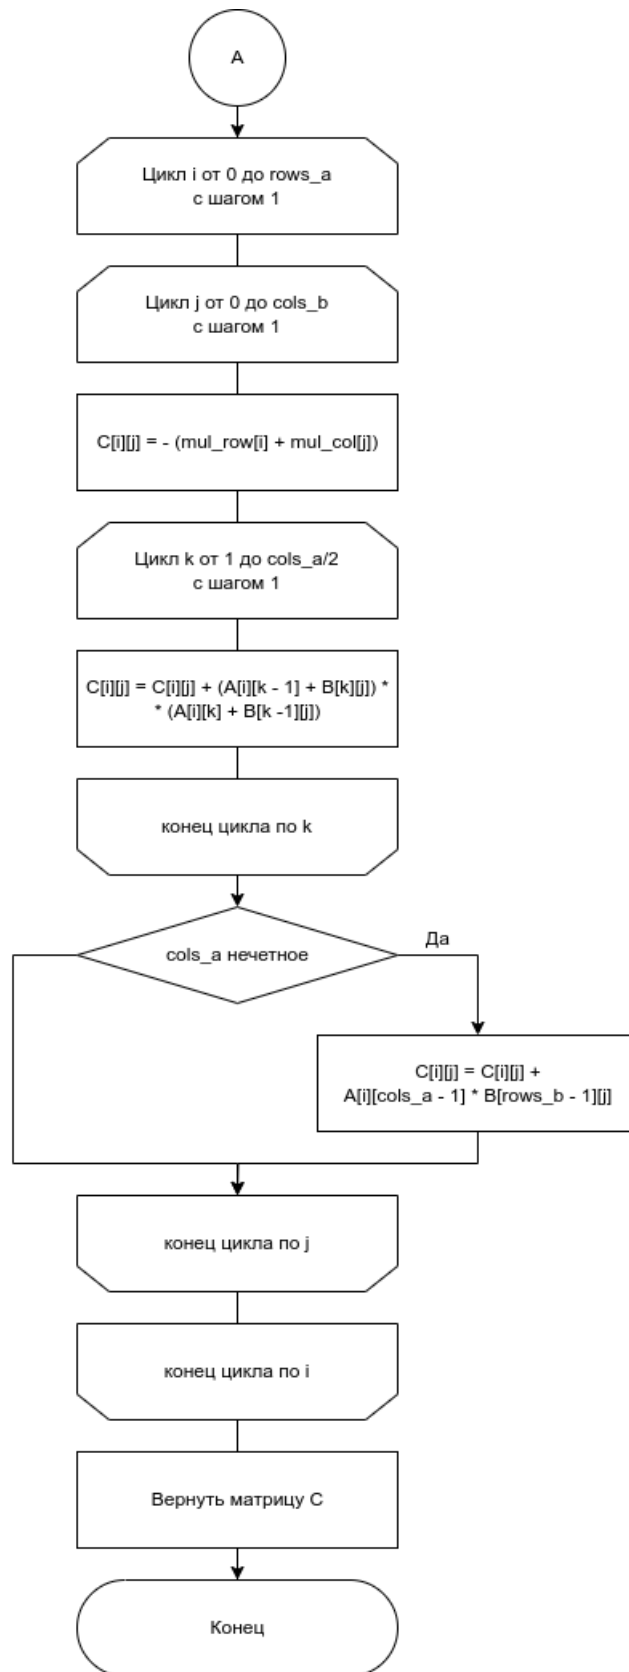 A
Цикл i от 0 до rows_a
с шагом 1
Цикл j от 0 до cols_b
с шагом 1
C[i][j] = - (mul_row[i] + mul_col[j])
Цикл k от 1 до cols_a/2
с шагом 1
C[i][j] = C[i][j] + (A[i][k - 1] + B[k][j]) *
* (A[i][k] + B[k -1][j])
конец цикла по k
cols_a нечетное
Да
C[i][j] = C[i][j] +
A[i][cols_a - 1] * B[rows_b - 1][j]
конец цикла по j
конец цикла по i
Вернуть матрицу C
Конец